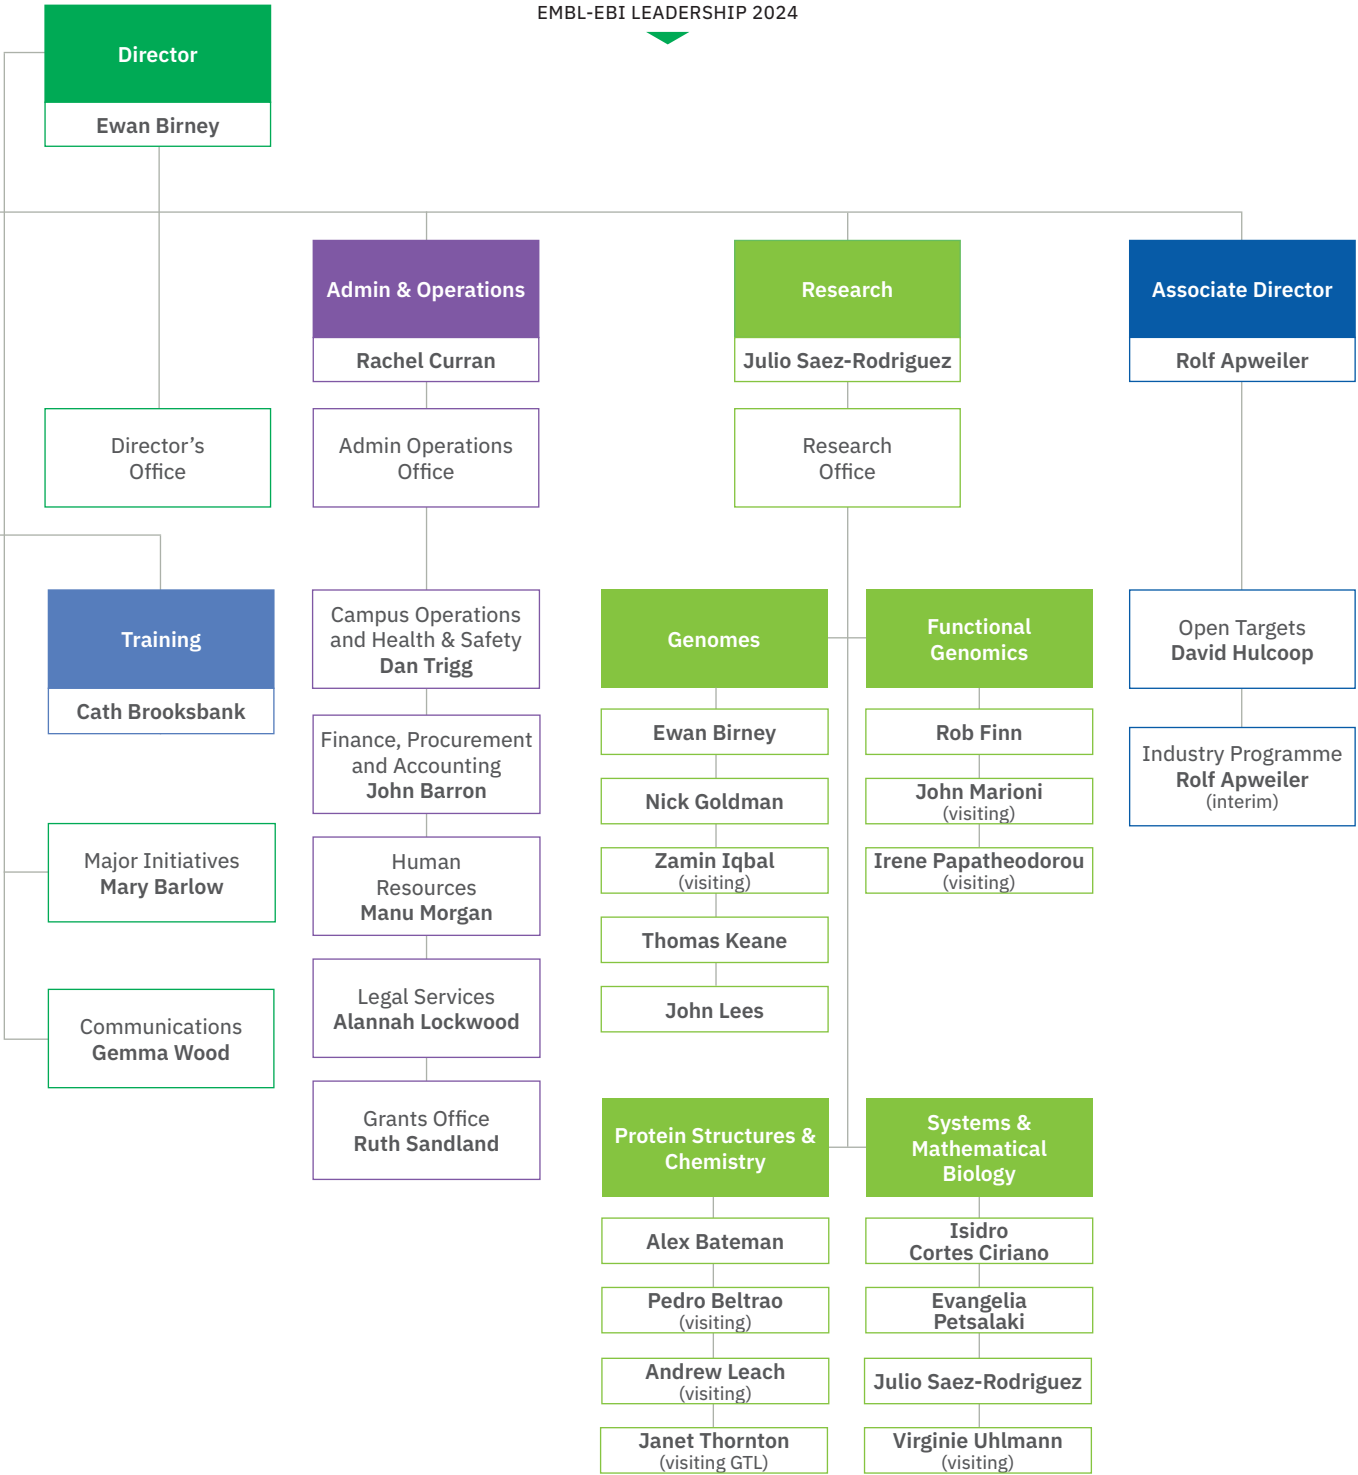 EMBL-EBI LEADERSHIP 2024
Director
Ewan Birney
Director’s
Office
Training
Cath Brooksbank
Major Initiatives
Mary Barlow
Communications
Gemma Wood
Admin & Operations
Rachel Curran
Admin Operations
Office
Campus Operations
and Health & Safety
Dan Trigg
Finance, Procurement
and Accounting
John Barron
Human
Resources
Manu Morgan
Legal Services
Alannah Lockwood
Grants Office
Ruth Sandland
Research
Julio Saez-Rodriguez
Research
Office
Genomes
Ewan Birney
Nick Goldman
Zamin Iqbal
(visiting)
Thomas Keane
John Lees
Functional
Genomics
Rob Finn
John Marioni
(visiting)
Irene Papatheodorou
(visiting)
Protein Structures &
Chemistry
Alex Bateman
Pedro Beltrao
(visiting)
Andrew Leach
(visiting)
Janet Thornton
(visiting GTL)
Systems &
Mathematical
Biology
Isidro
Cortes Ciriano
Evangelia
Petsalaki
Julio Saez-Rodriguez
Virginie Uhlmann
(visiting)
Associate Director
Rolf Apweiler
Open Targets
David Hulcoop
Industry Programme
Rolf Apweiler
(interim)